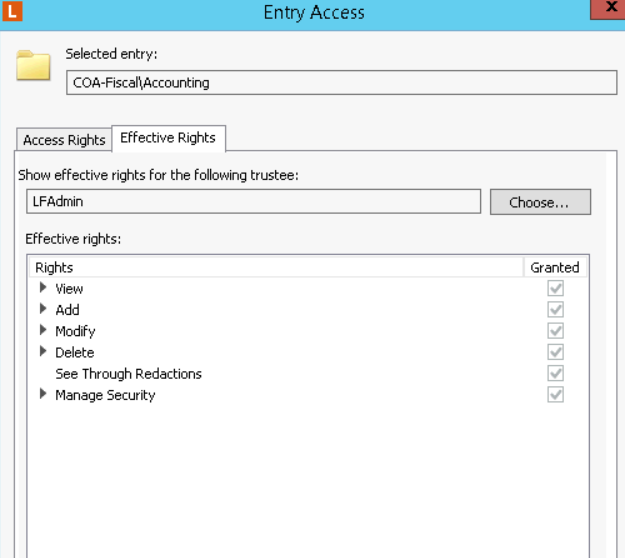 L Entry Access x
Selected entry:
COA-Fiscal\Accounting
Access Rights Effective Rights
Show effective rights for the following trustee:
LFAdmin Choose...
Effective rights:
Rights Granted
View
Add
Modify
Delete
See Through Redactions
Manage Security